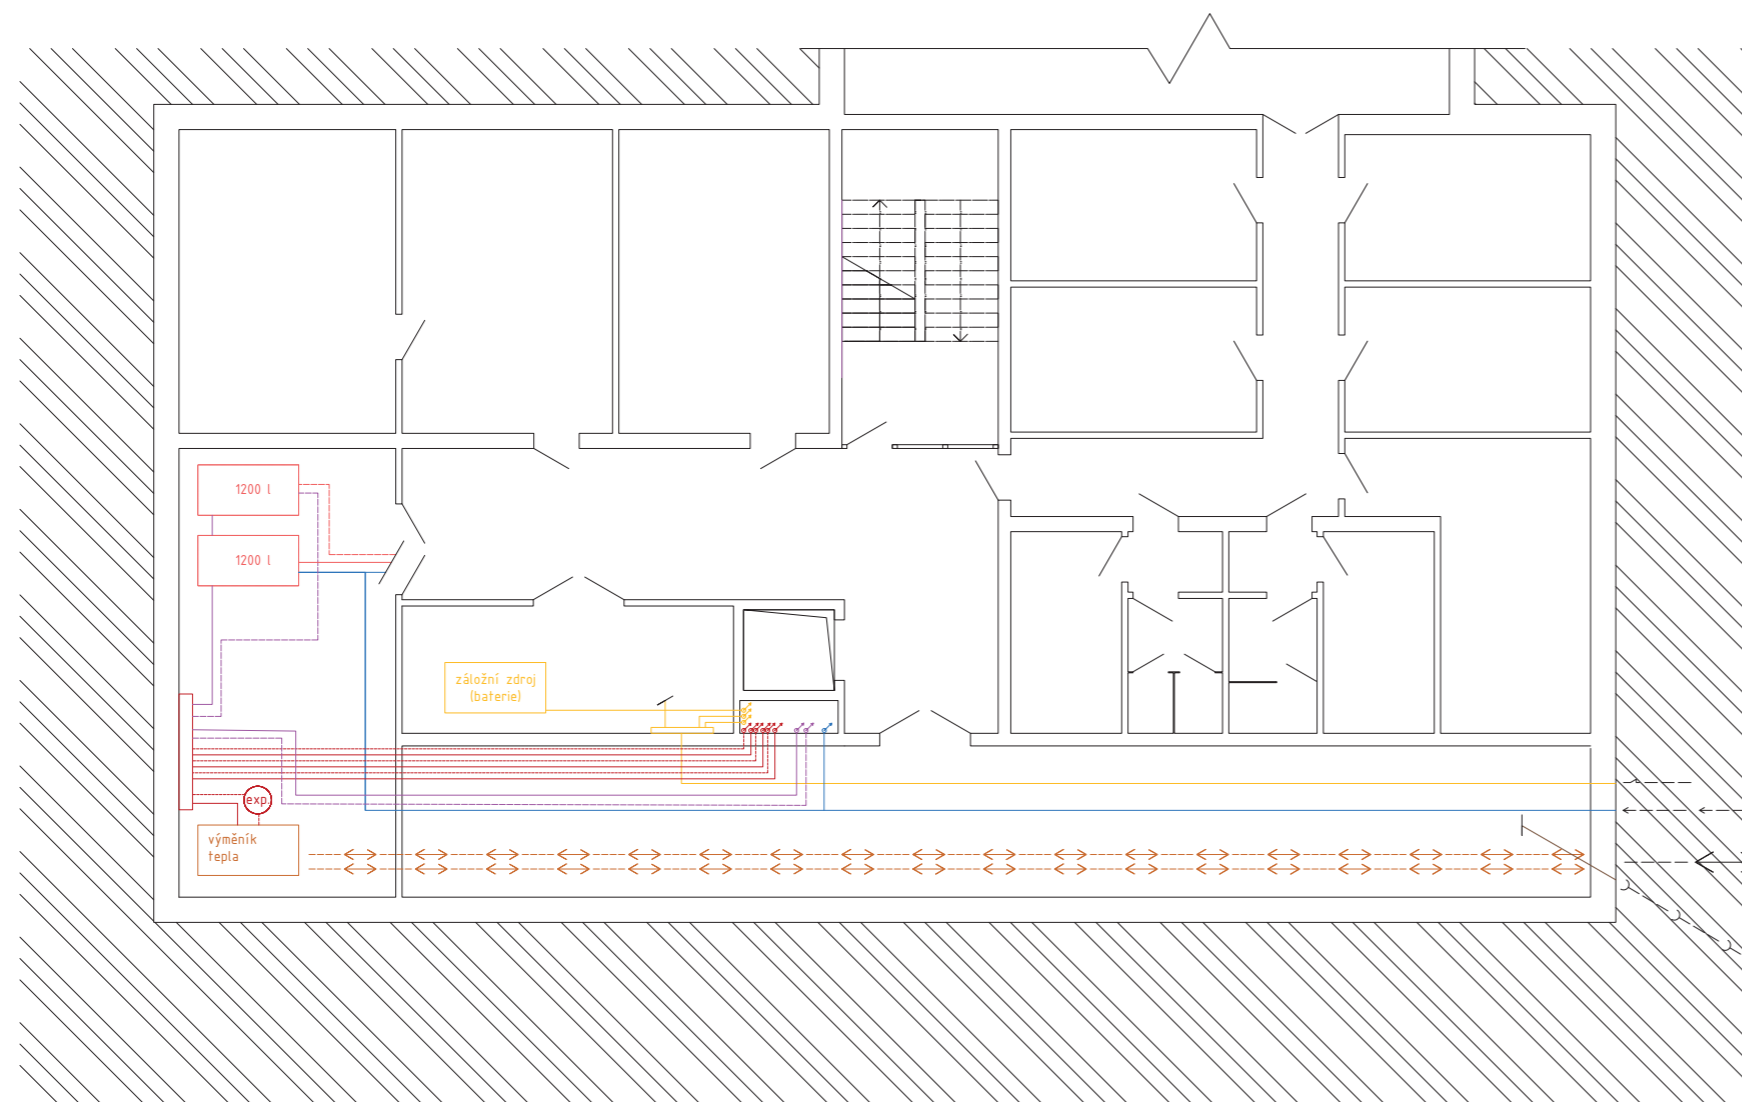 1200 l
1200 l
záložní zdroj
(baterie)
exp.
výměník
tepla